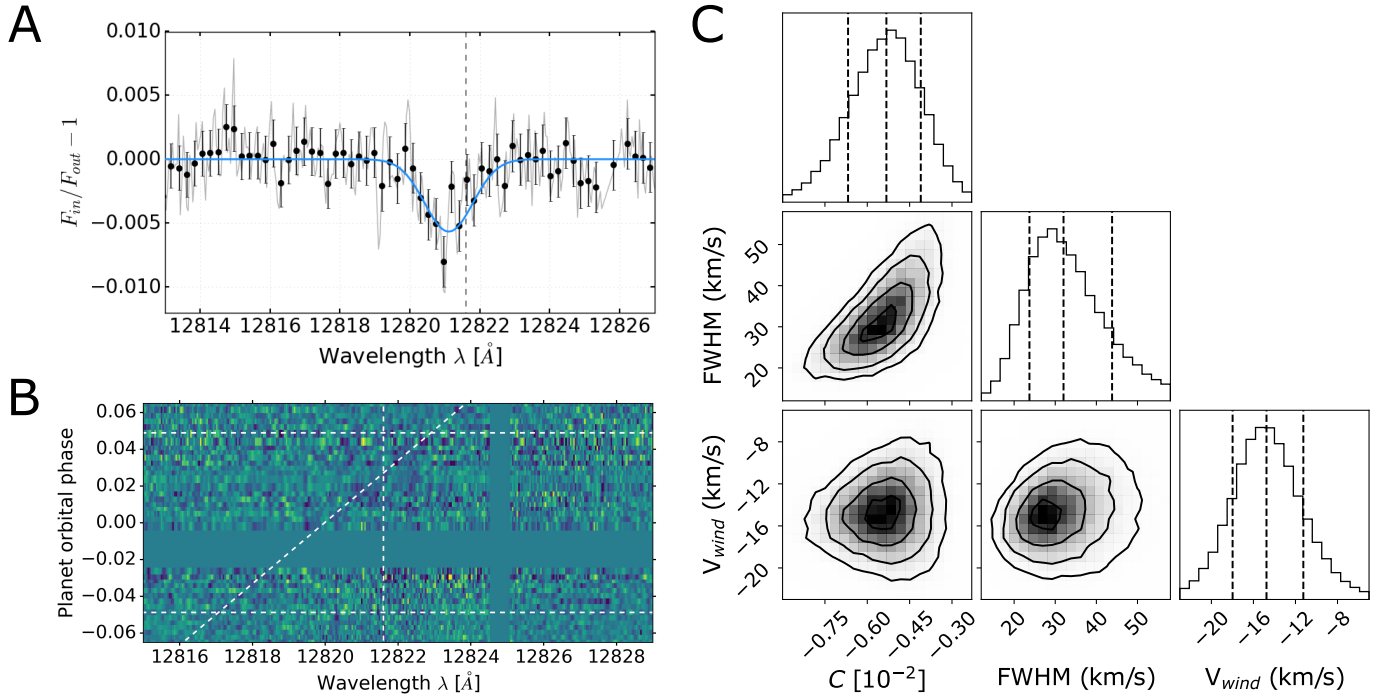 A
0.010
0.005
0.000
−0.005
−0.010
F_in/F_out − 1
12814 12816 12818 12820 12822 12824 12826
Wavelength λ [Å]
B
0.06
0.04
0.02
0.00
−0.02
−0.04
−0.06
Planet orbital phase
12816 12818 12820 12822 12824 12826 12828
Wavelength λ [Å]
C
FWHM (km/s)
50
40
30
20
V_wind (km/s)
−8
−12
−16
−20
−0.75 −0.60 −0.45 −0.30
C [10⁻²]
20 30 40 50
FWHM (km/s)
−20 −16 −12 −8
V_wind (km/s)